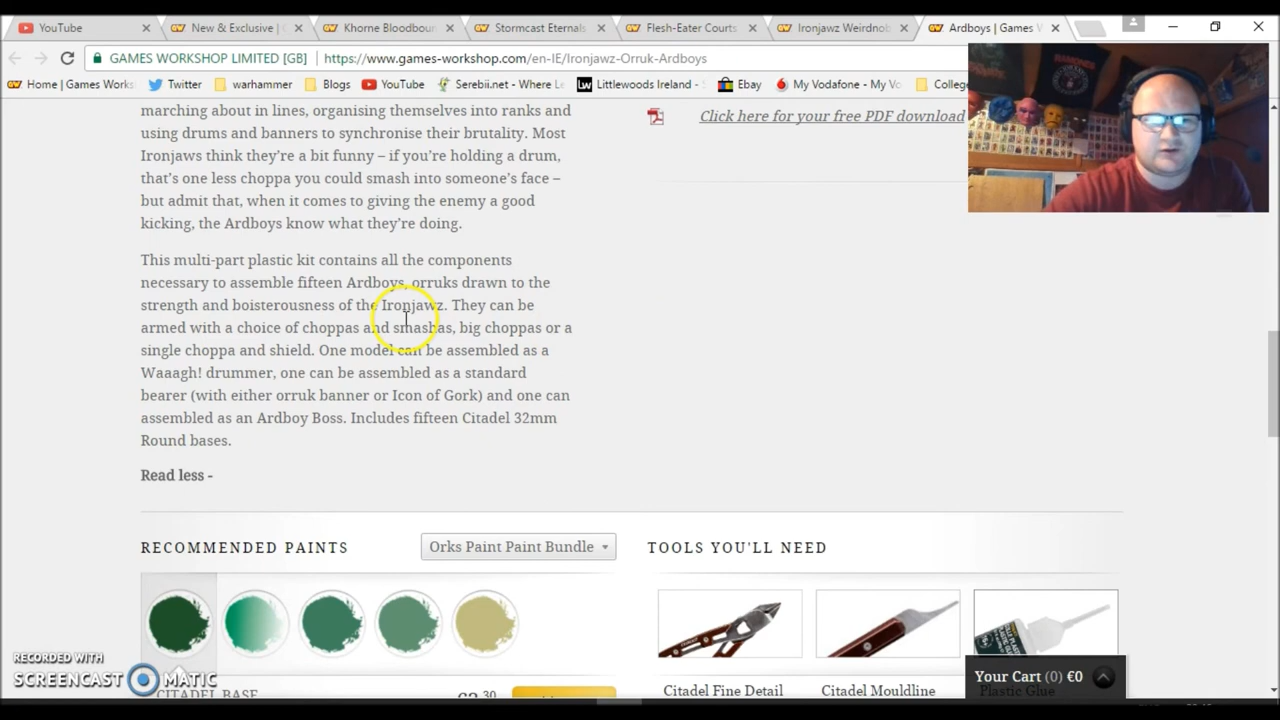 YouTube
New & Exclusive |
Khorne Bloodbour
Stormcast Eternals
Flesh-Eater Courts
Ironjawz Weirdnob
Ardboys | Games W
GAMES WORKSHOP LIMITED [GB]
https://www.games-workshop.com/en-IE/Ironjawz-Orruk-Ardboys
Home | Games Work
Twitter
warhammer
Blogs
YouTube
Serebii.net - Where Le
Littlewoods Ireland -
Ebay
My Vodafone - My Vo
Colleg
marching about in lines, organising themselves into ranks and
using drums and banners to synchronise their brutality. Most
Ironjaws think they're a bit funny – if you're holding a drum,
that's one less choppa you could smash into someone's face –
but admit that, when it comes to giving the enemy a good
kicking, the Ardboys know what they're doing.
Click here for your free PDF download
This multi-part plastic kit contains all the components
necessary to assemble fifteen Ardboys, orruks drawn to the
strength and boisterousness of the Ironjawz. They can be
armed with a choice of choppas and smashas, big choppas or a
single choppa and shield. One model can be assembled as a
Waaagh! drummer, one can be assembled as a standard
bearer (with either orruk banner or Icon of Gork) and one can
assembled as an Ardboy Boss. Includes fifteen Citadel 32mm
Round bases.
Read less -
RECOMMENDED PAINTS
Orks Paint Paint Bundle
TOOLS YOU'LL NEED
CITADEL BASE
Citadel Fine Detail
Citadel Mouldline
Plastic Glue
Your Cart (0) €0
RECORDED WITH
SCREENCAST MATIC